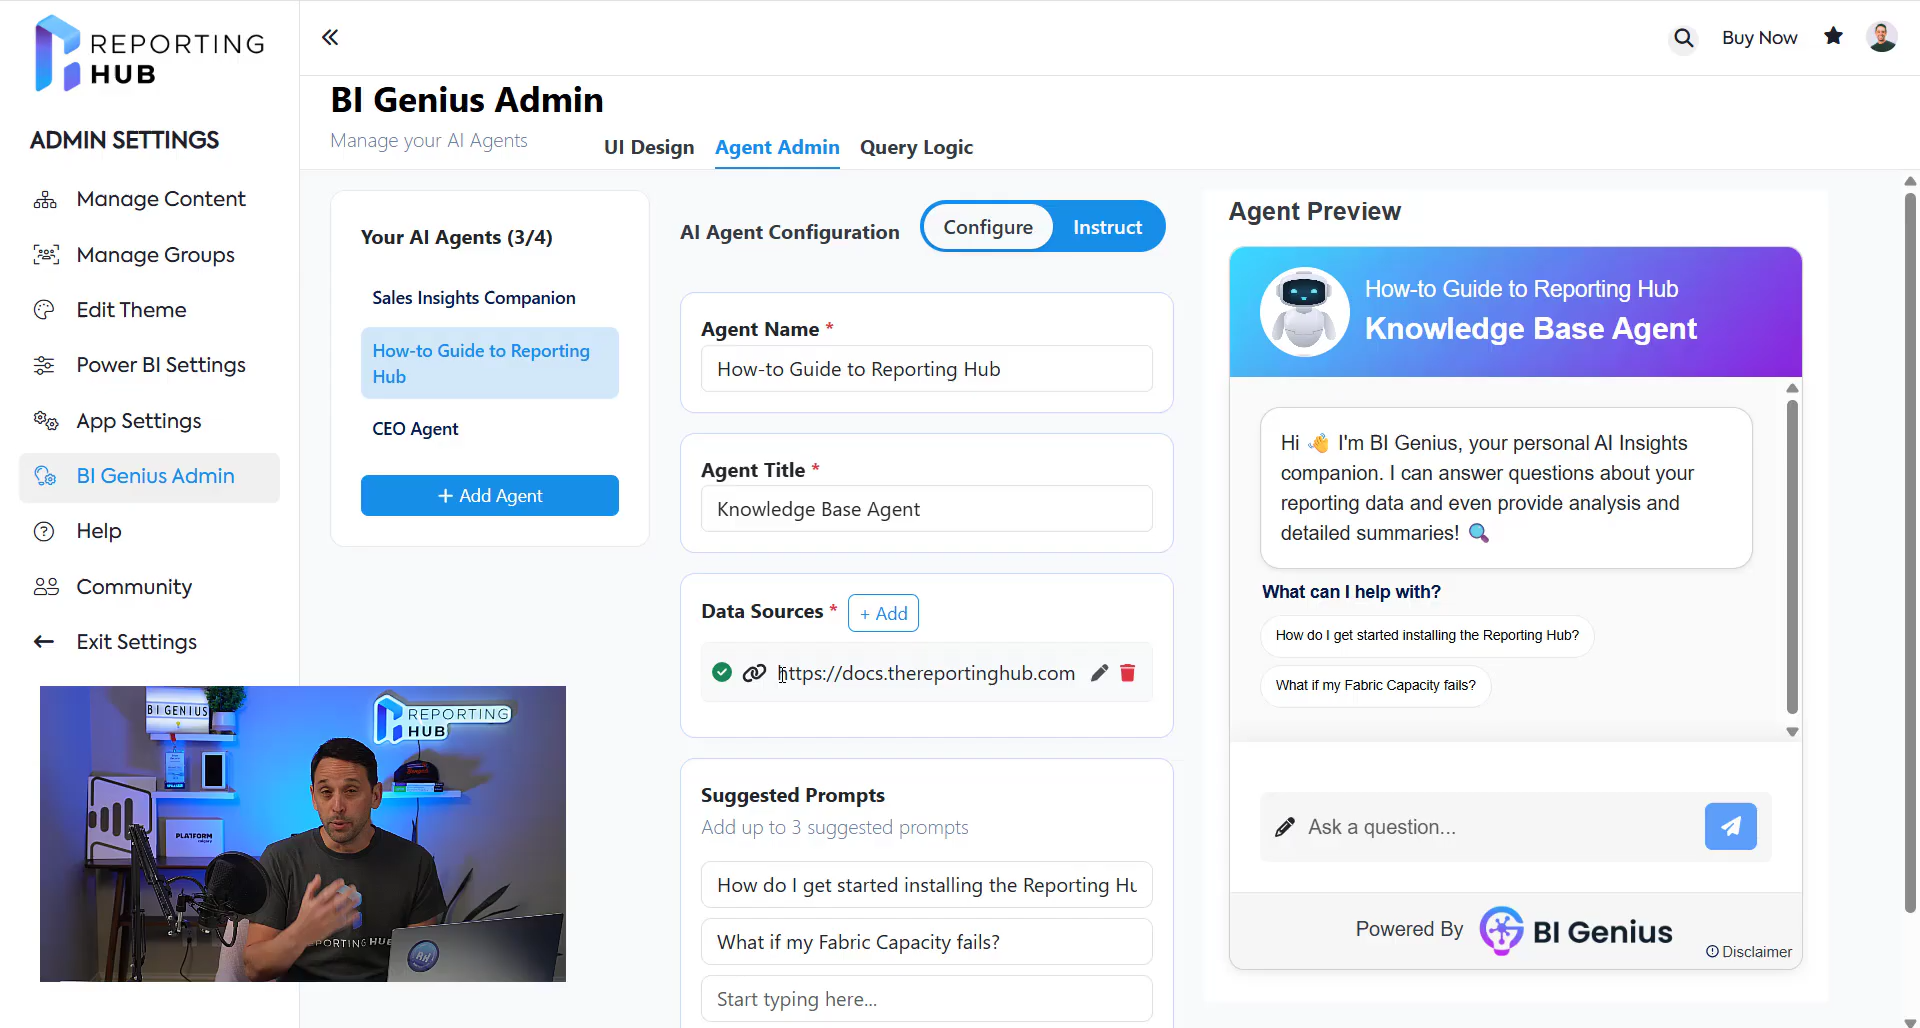 REPORTING
HUB
Buy Now
ADMIN SETTINGS
Manage Content
Manage Groups
Edit Theme
Power BI Settings
App Settings
BI Genius Admin
Help
Community
Exit Settings
BI Genius Admin
Manage your AI Agents
UI Design
Agent Admin
Query Logic
Your AI Agents (3/4)
Sales Insights Companion
How-to Guide to Reporting
Hub
CEO Agent
+ Add Agent
AI Agent Configuration
Configure
Instruct
Agent Name *
How-to Guide to Reporting Hub
Agent Title *
Knowledge Base Agent
Data Sources *
+ Add
https://docs.thereportinghub.com
Suggested Prompts
Add up to 3 suggested prompts
How do I get started installing the Reporting Hu
What if my Fabric Capacity fails?
Start typing here...
Agent Preview
How-to Guide to Reporting Hub
Knowledge Base Agent
Hi 👋 I'm BI Genius, your personal AI Insights
companion. I can answer questions about your
reporting data and even provide analysis and
detailed summaries! 🔍
What can I help with?
How do I get started installing the Reporting Hub?
What if my Fabric Capacity fails?
Ask a question...
Powered By
BI Genius
Disclaimer
BI GENIUS
REPORTING
HUB
PLATFORM